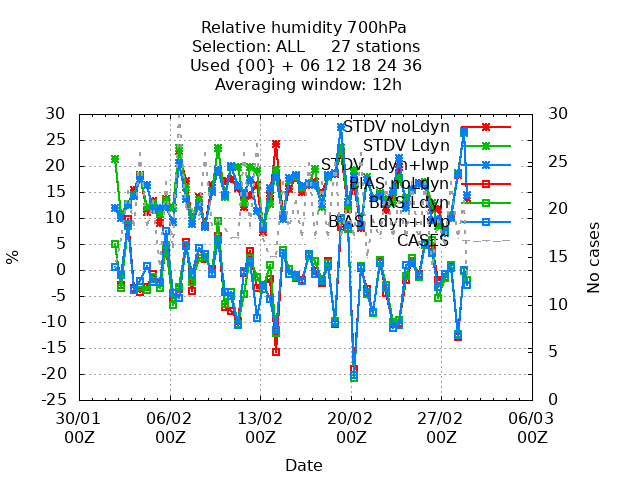 Relative humidity 700hPa
Selection: ALL 27 stations
Used {00} + 06 12 18 24 36
Averaging window: 12h
30 30
25 25
20 20
15 15
10 10
5 5
0 0
-5
-10
-15
-20
-25
%
No cases
STDV noLdyn
STDV Ldyn
STDV Ldyn+lwp
BIAS noLdyn
BIAS Ldyn
BIAS Ldyn+lwp
CASES
30/01 06/02 13/02 20/02 27/02 06/03
00Z 00Z 00Z 00Z 00Z 00Z
Date